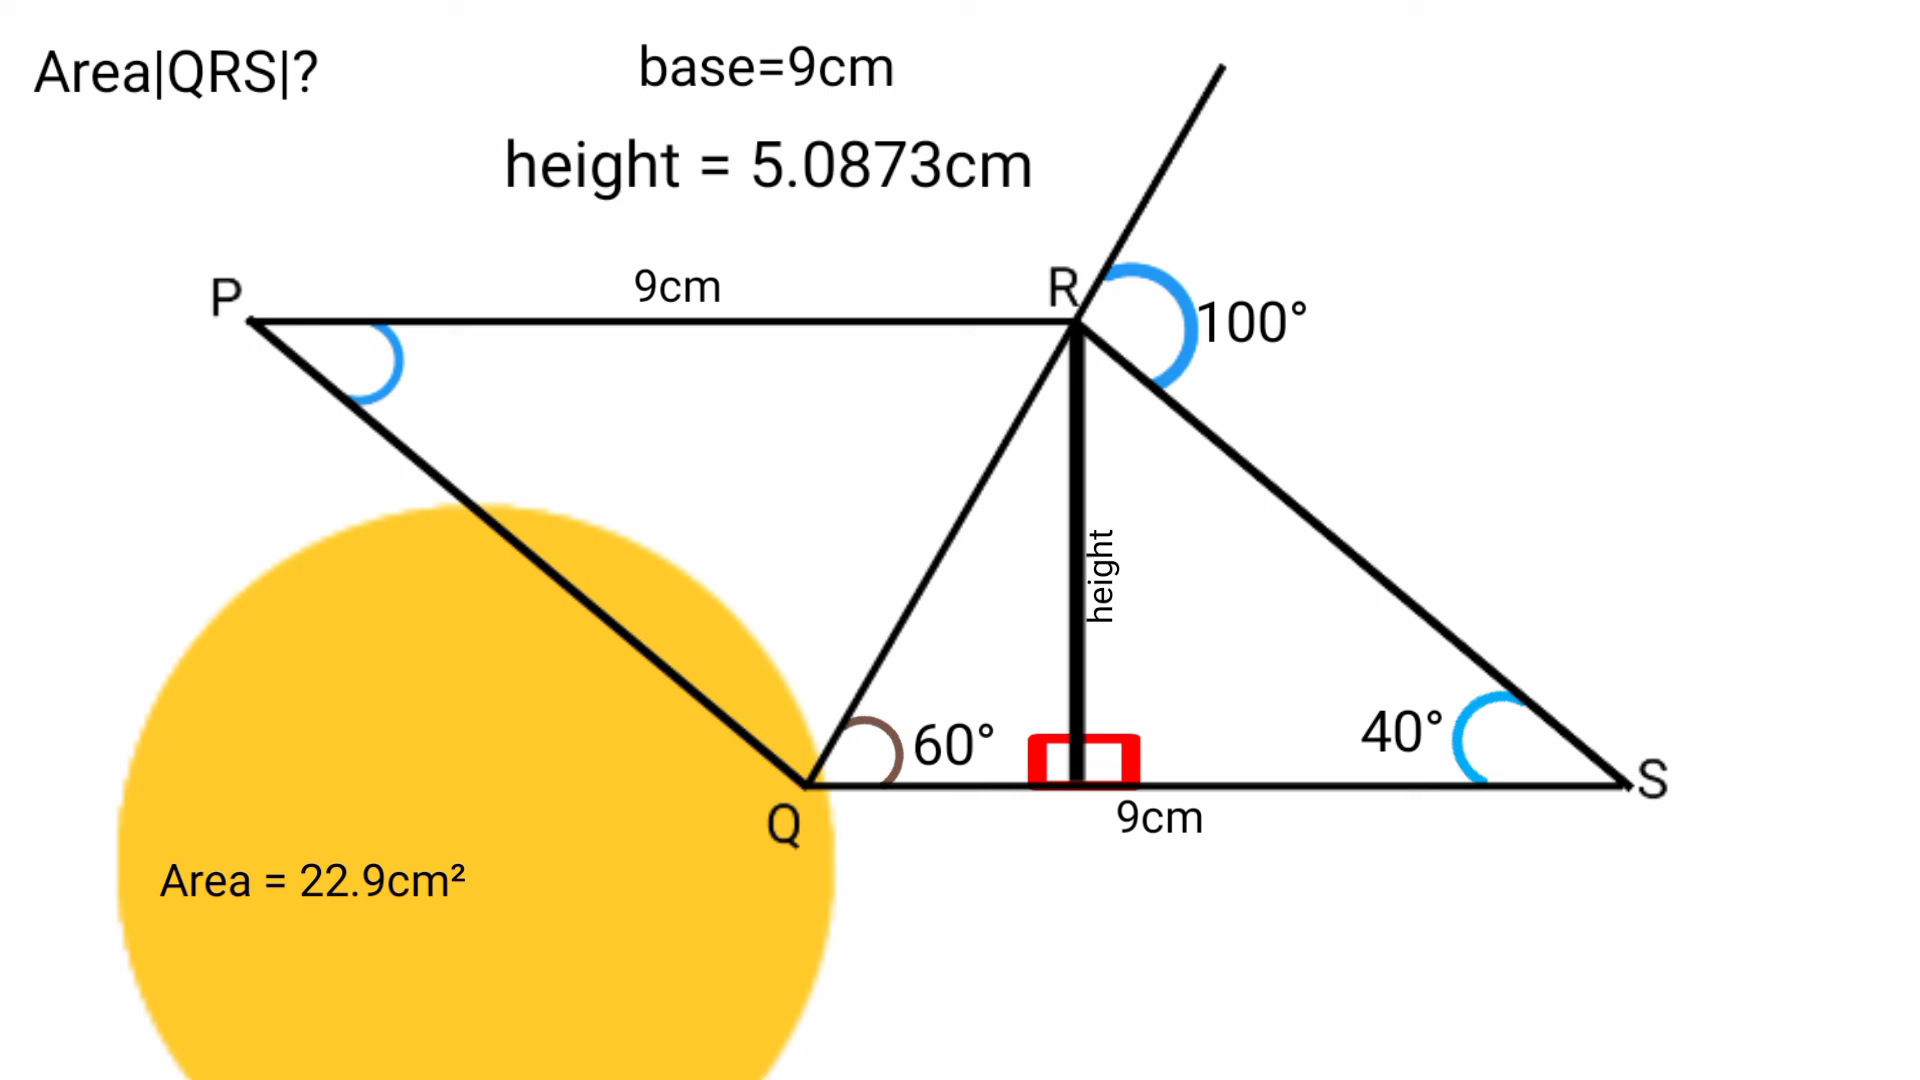 Area|QRS|?
base=9cm
height = 5.0873cm
P
9cm
R
100°
height
60°
40°
S
Q
9cm
Area = 22.9cm²